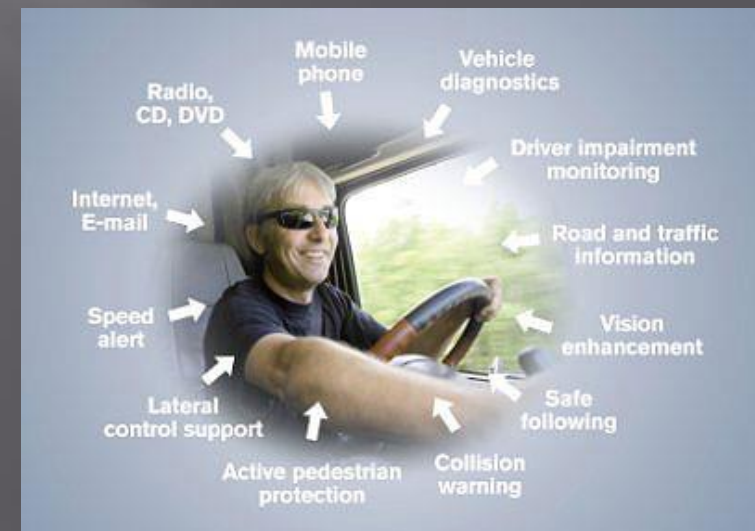 Mobile
phone
Vehicle
diagnostics
Radio,
CD, DVD
Driver impairment
monitoring
Internet,
E-mail
Road and traffic
information
Speed
alert
Vision
enhancement
Lateral
control support
Safe
following
Active pedestrian
protection
Collision
warning